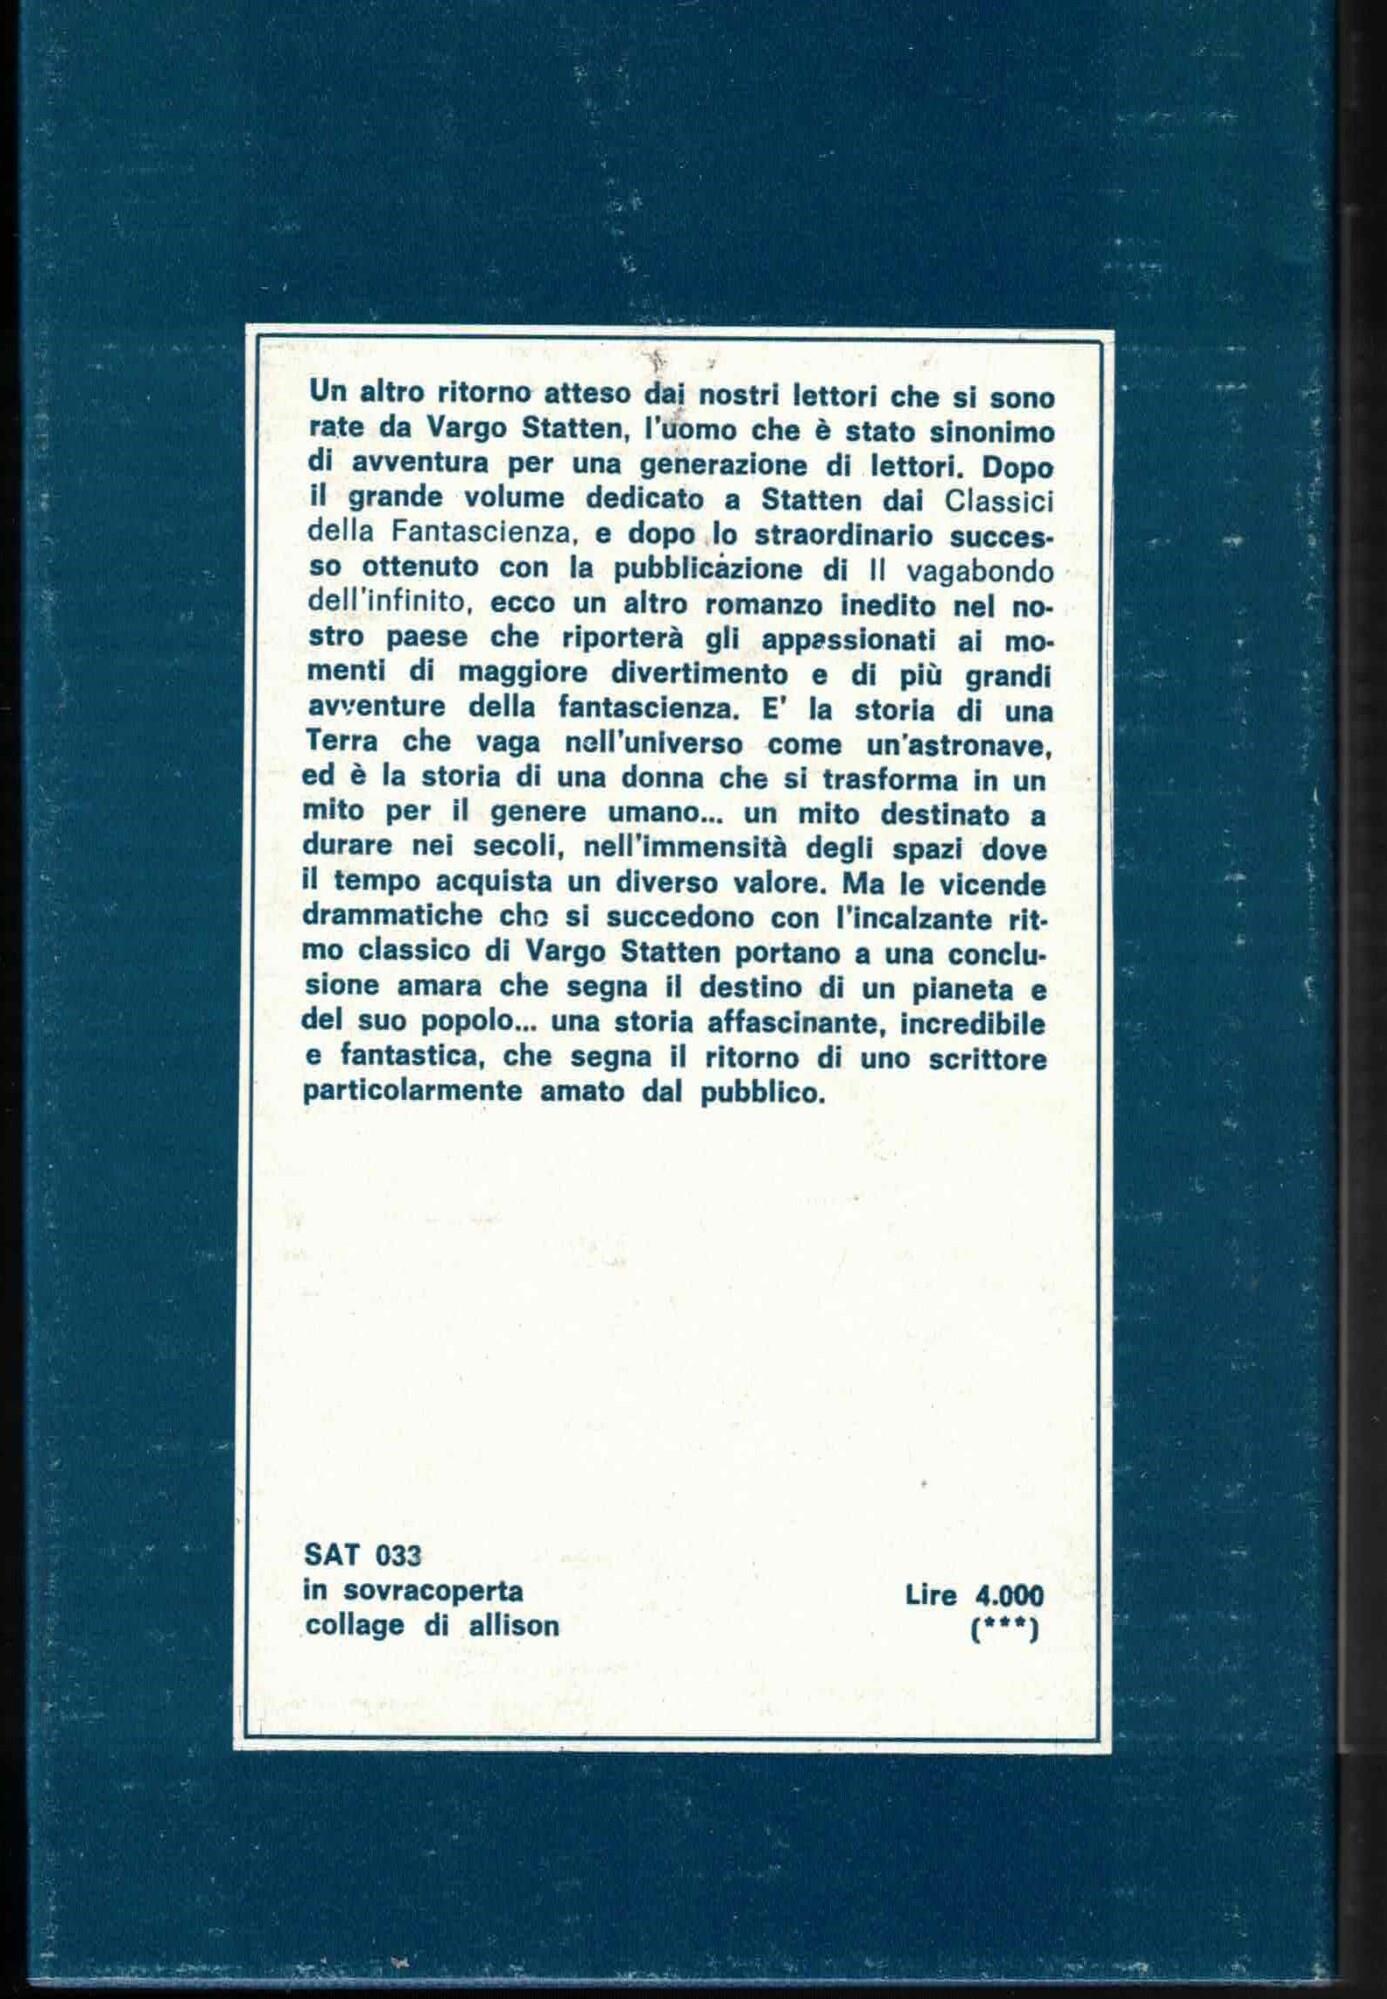 Un altro ritorno atteso dai nostri lettori che si sono
rate da Vargo Statten, l'uomo che è stato sinonimo
di avventura per una generazione di lettori. Dopo
il grande volume dedicato a Statten dai Classici
della Fantascienza, e dopo lo straordinario succes-
so ottenuto con la pubblicazione di Il vagabondo
dell'infinito, ecco un altro romanzo inedito nel no-
stro paese che riporterà gli appassionati ai mo-
menti di maggiore divertimento e di più grandi
avventure della fantascienza. E' la storia di una
Terra che vaga nell'universo come un'astronave,
ed è la storia di una donna che si trasforma in un
mito per il genere umano... un mito destinato a
durare nei secoli, nell'immensità degli spazi dove
il tempo acquista un diverso valore. Ma le vicende
drammatiche che si succedono con l'incalzante rit-
mo classico di Vargo Statten portano a una conclu-
sione amara che segna il destino di un pianeta e
del suo popolo... una storia affascinante, incredibile
e fantastica, che segna il ritorno di uno scrittore
particolarmente amato dal pubblico.
SAT 033
in sovracoperta
collage di allison
Lire 4.000
(***)